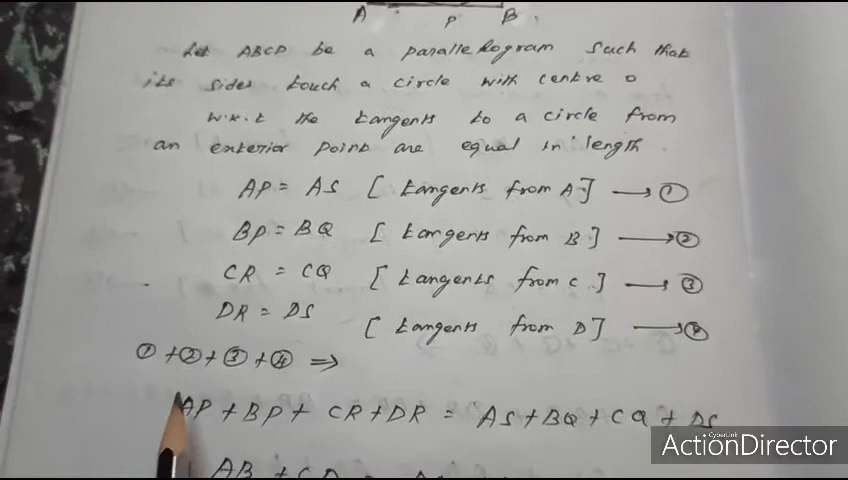 A P B.
Let ABCD be a parallelogram such that
its sides touch a circle with centre o
w.k.t the tangents to a circle from
an exterior point are equal in length.
AP = AS [ tangents from A ] → ①
BP = BQ [ tangents from B ] → ②
CR = CQ [ tangents from C ] → ③
DR = DS [ tangents from D ] → ④
① + ② + ③ + ④ ⇒
AP + BP + CR + DR = AS + BQ + CQ + DS
AB + CD
CyberLink
ActionDirector